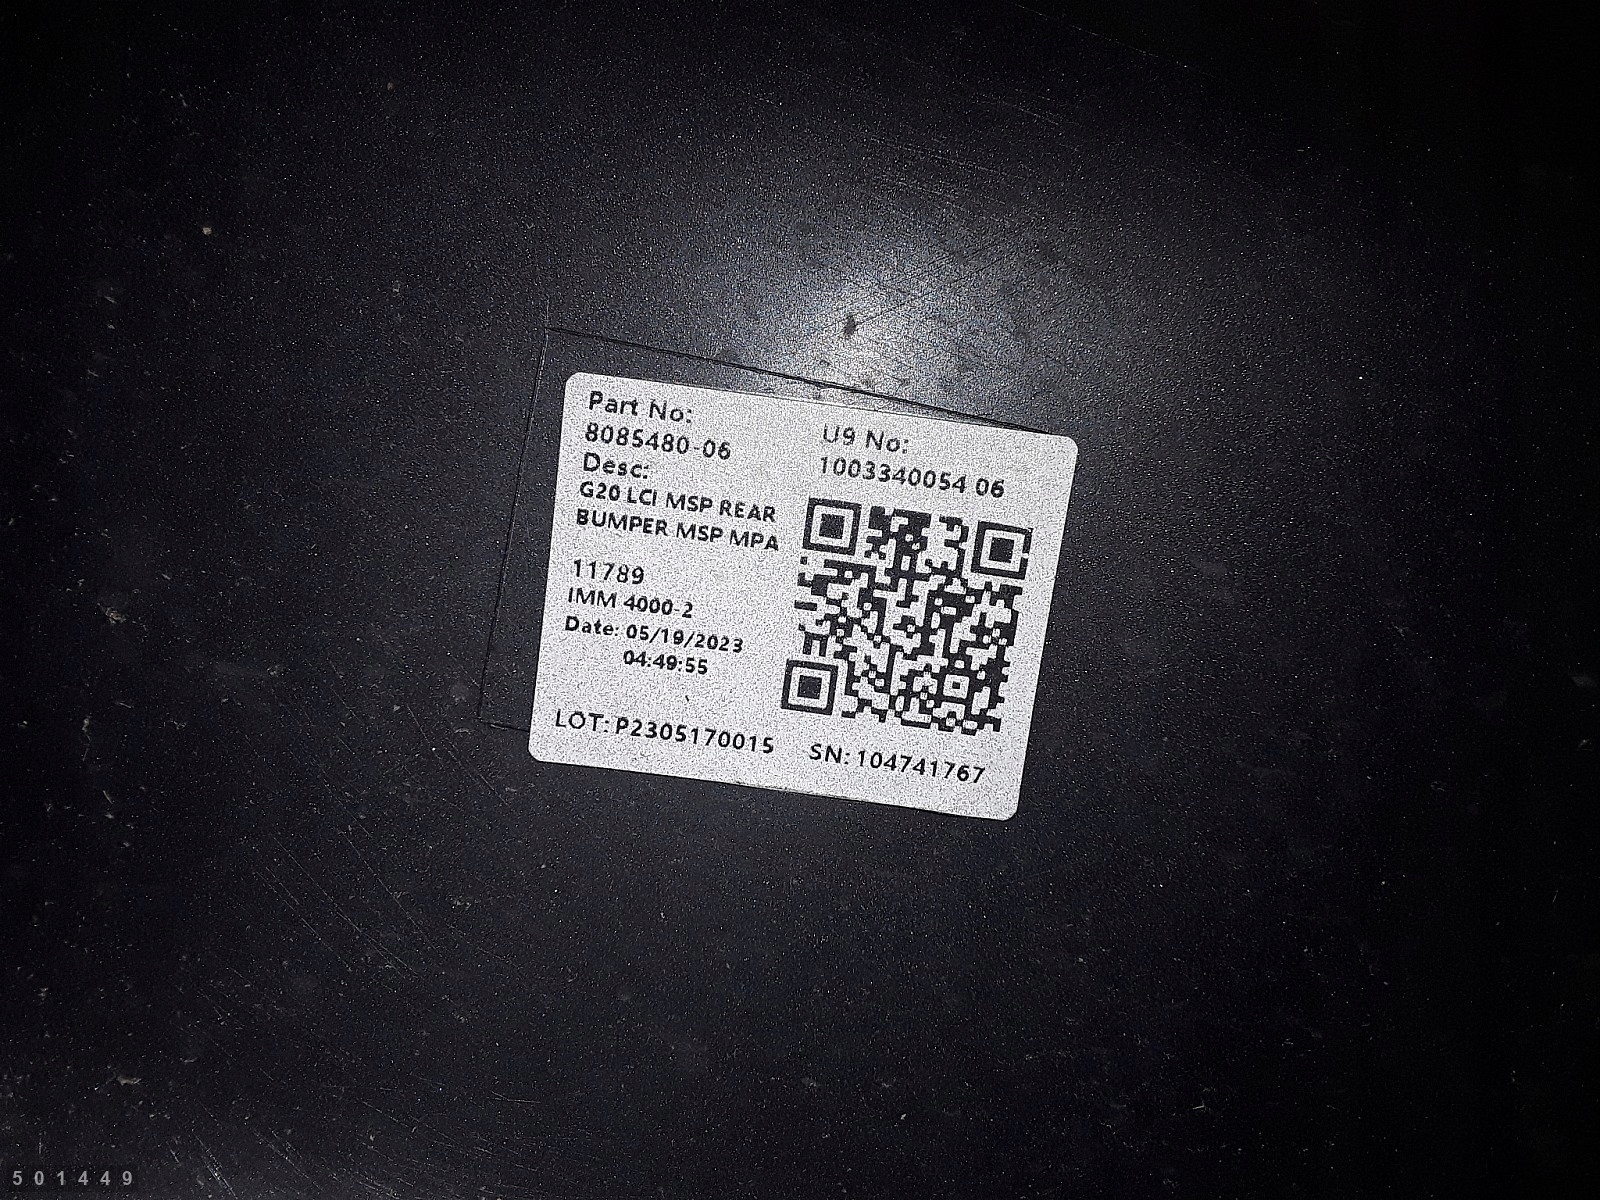 Part No:
8085480-06
Desc:
G20 LCI MSP REAR
BUMPER MSP MPA
11789
IMM 4000-2
Date: 05/19/2023
04:49:55
LOT: P2305170015
U9 No:
1003340054 06
SN: 104741767
501449